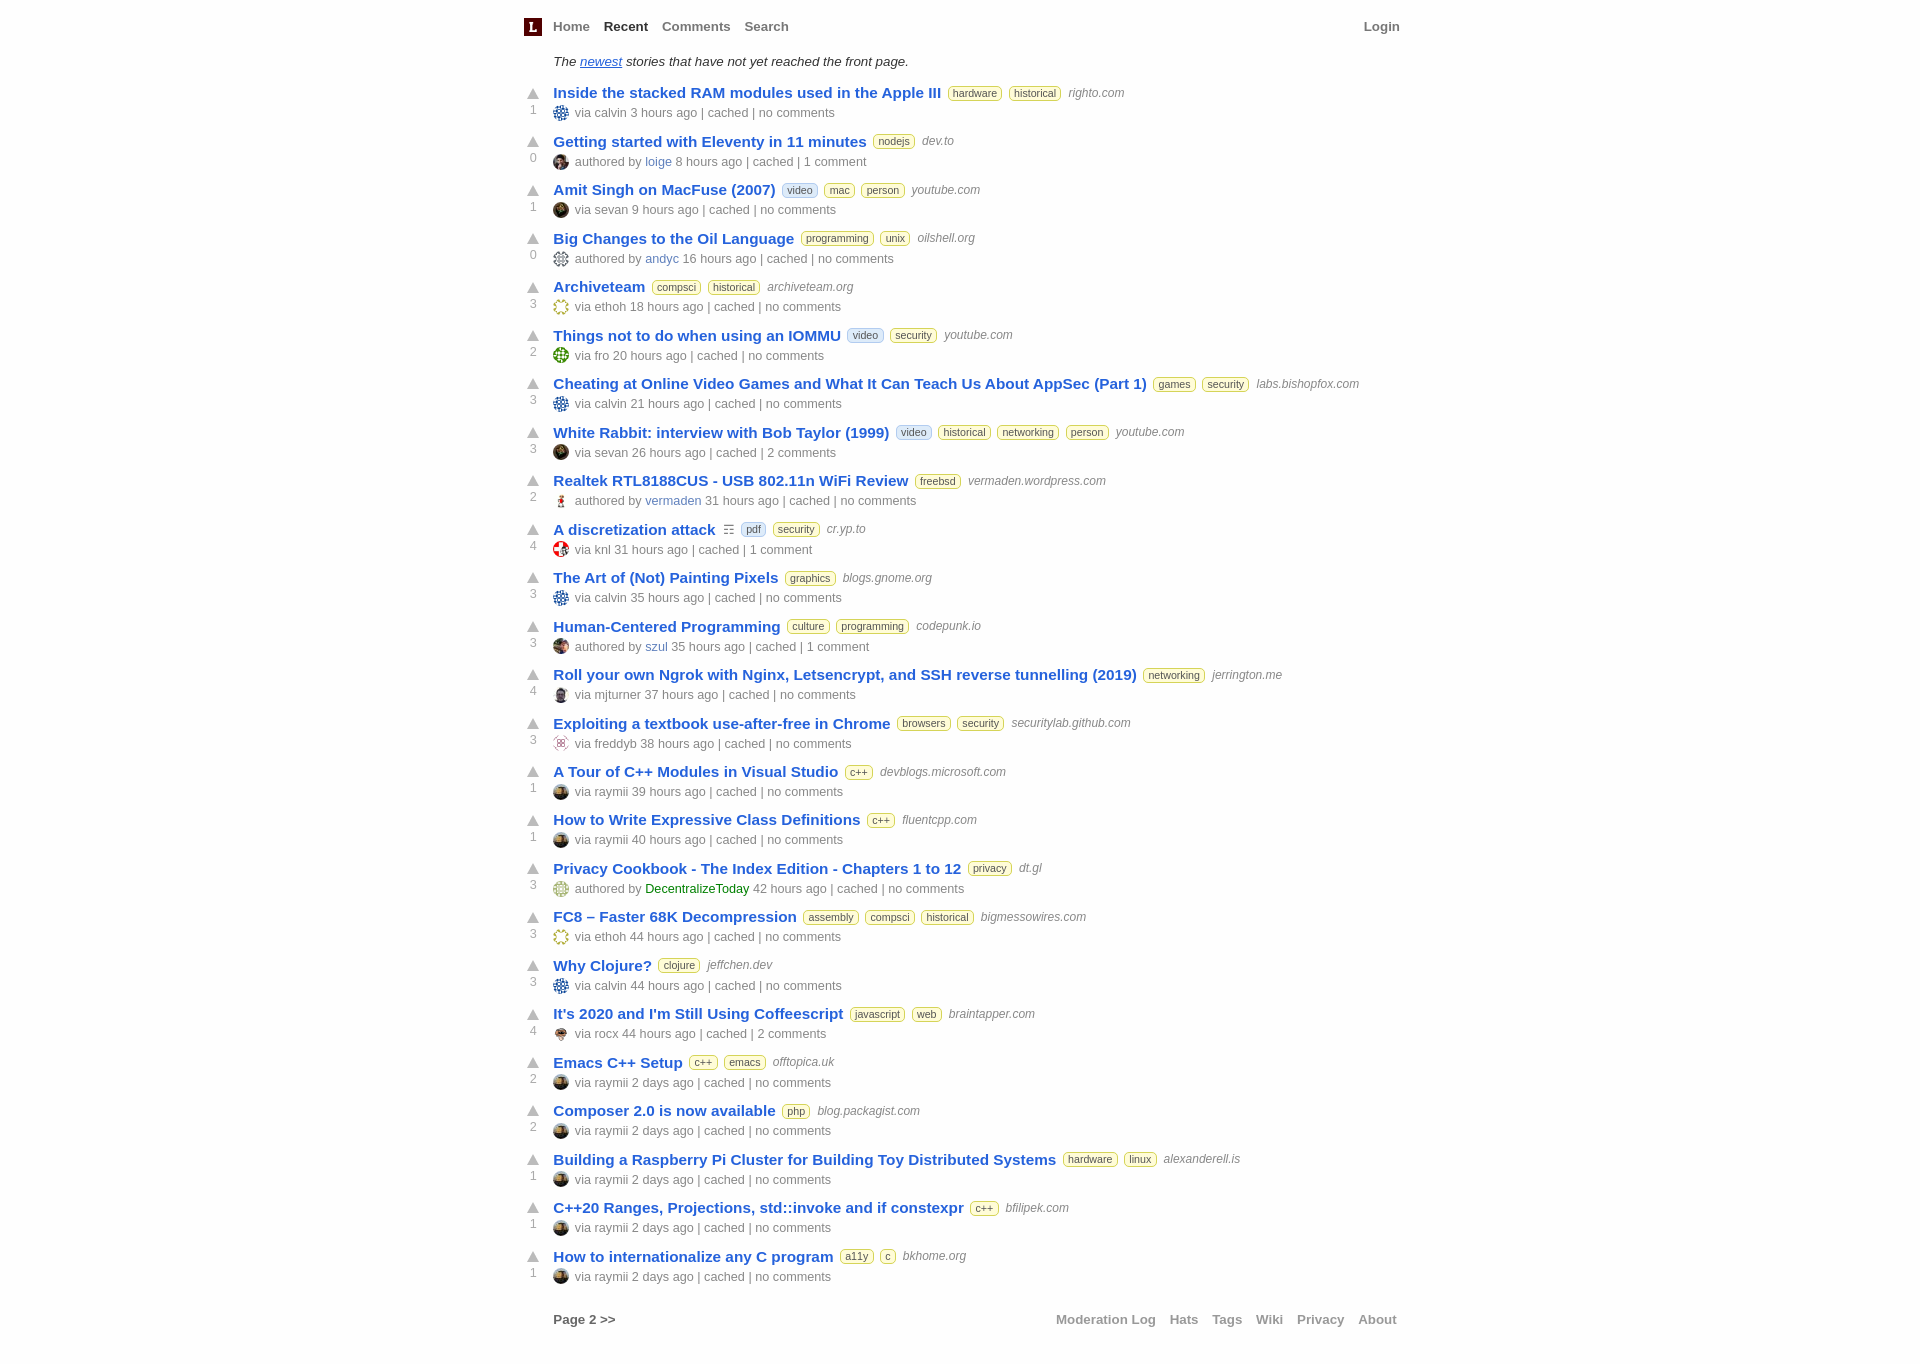 L Home Recent Comments Search Login
The newest stories that have not yet reached the front page.
Inside the stacked RAM modules used in the Apple III hardware historical righto.com
1 via calvin 3 hours ago | cached | no comments
Getting started with Eleventy in 11 minutes nodejs dev.to
0 authored by loige 8 hours ago | cached | 1 comment
Amit Singh on MacFuse (2007) video mac person youtube.com
1 via sevan 9 hours ago | cached | no comments
Big Changes to the Oil Language programming unix oilshell.org
0 authored by andyc 16 hours ago | cached | no comments
Archiveteam compsci historical archiveteam.org
3 via ethoh 18 hours ago | cached | no comments
Things not to do when using an IOMMU video security youtube.com
2 via fro 20 hours ago | cached | no comments
Cheating at Online Video Games and What It Can Teach Us About AppSec (Part 1) games security labs.bishopfox.com
3 via calvin 21 hours ago | cached | no comments
White Rabbit: interview with Bob Taylor (1999) video historical networking person youtube.com
3 via sevan 26 hours ago | cached | 2 comments
Realtek RTL8188CUS - USB 802.11n WiFi Review freebsd vermaden.wordpress.com
2 authored by vermaden 31 hours ago | cached | no comments
A discretization attack ☶ pdf security cr.yp.to
4 via knl 31 hours ago | cached | 1 comment
The Art of (Not) Painting Pixels graphics blogs.gnome.org
3 via calvin 35 hours ago | cached | no comments
Human-Centered Programming culture programming codepunk.io
3 authored by szul 35 hours ago | cached | 1 comment
Roll your own Ngrok with Nginx, Letsencrypt, and SSH reverse tunnelling (2019) networking jerrington.me
4 via mjturner 37 hours ago | cached | no comments
Exploiting a textbook use-after-free in Chrome browsers security securitylab.github.com
3 via freddyb 38 hours ago | cached | no comments
A Tour of C++ Modules in Visual Studio c++ devblogs.microsoft.com
1 via raymii 39 hours ago | cached | no comments
How to Write Expressive Class Definitions c++ fluentcpp.com
1 via raymii 40 hours ago | cached | no comments
Privacy Cookbook - The Index Edition - Chapters 1 to 12 privacy dt.gl
3 authored by DecentralizeToday 42 hours ago | cached | no comments
FC8 – Faster 68K Decompression assembly compsci historical bigmessowires.com
3 via ethoh 44 hours ago | cached | no comments
Why Clojure? clojure jeffchen.dev
3 via calvin 44 hours ago | cached | no comments
It's 2020 and I'm Still Using Coffeescript javascript web braintapper.com
4 via rocx 44 hours ago | cached | 2 comments
Emacs C++ Setup c++ emacs offtopica.uk
2 via raymii 2 days ago | cached | no comments
Composer 2.0 is now available php blog.packagist.com
2 via raymii 2 days ago | cached | no comments
Building a Raspberry Pi Cluster for Building Toy Distributed Systems hardware linux alexanderell.is
1 via raymii 2 days ago | cached | no comments
C++20 Ranges, Projections, std::invoke and if constexpr c++ bfilipek.com
1 via raymii 2 days ago | cached | no comments
How to internationalize any C program a11y c bkhome.org
1 via raymii 2 days ago | cached | no comments
Page 2 >> Moderation Log Hats Tags Wiki Privacy About